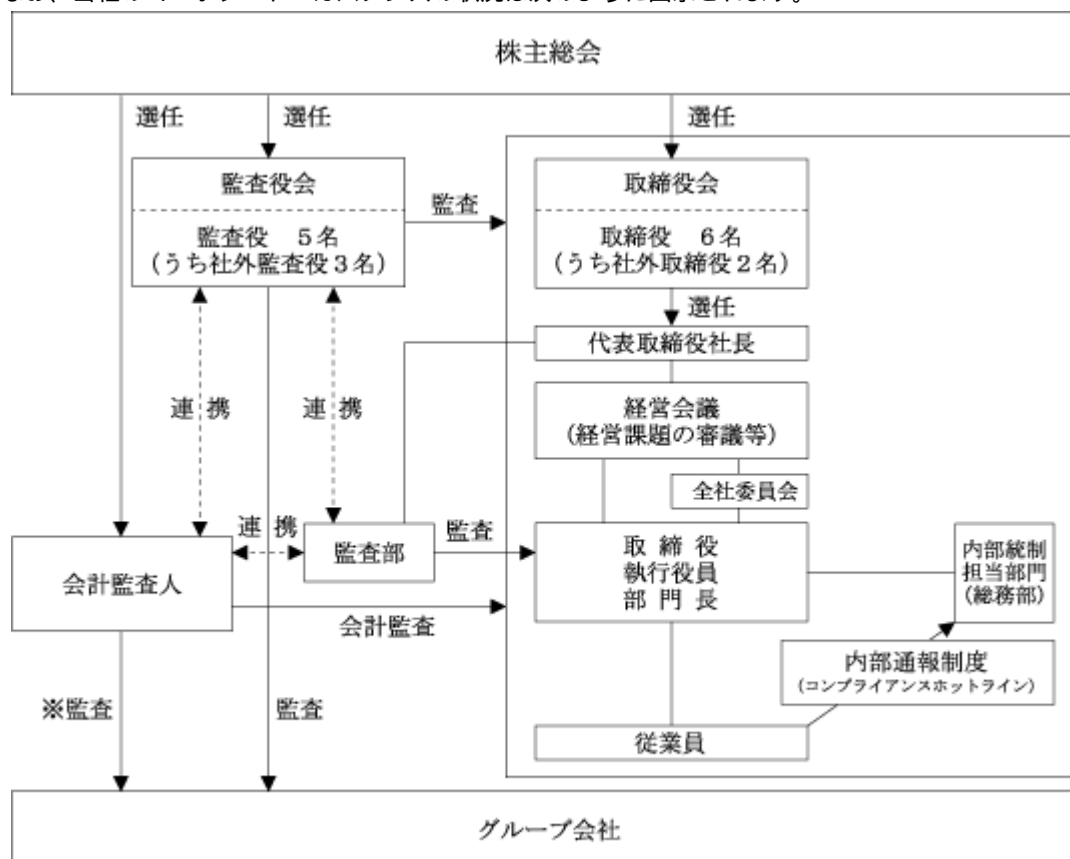 株主総会
選任
選任
選任
監査役会
監査役 5名
(うち社外監査役3名)
監査
取締役会
取締役 6名
(うち社外取締役2名)
選任
代表取締役社長
経営会議
(経営課題の審議等)
全社委員会
連携
連携
連携
会計監査人
監査部
監査
取締役
執行役員
部門長
内部統制
担当部門
(総務部)
会計監査
内部通報制度
(コンプライアンスホットライン)
※監査
監査
従業員
グループ会社